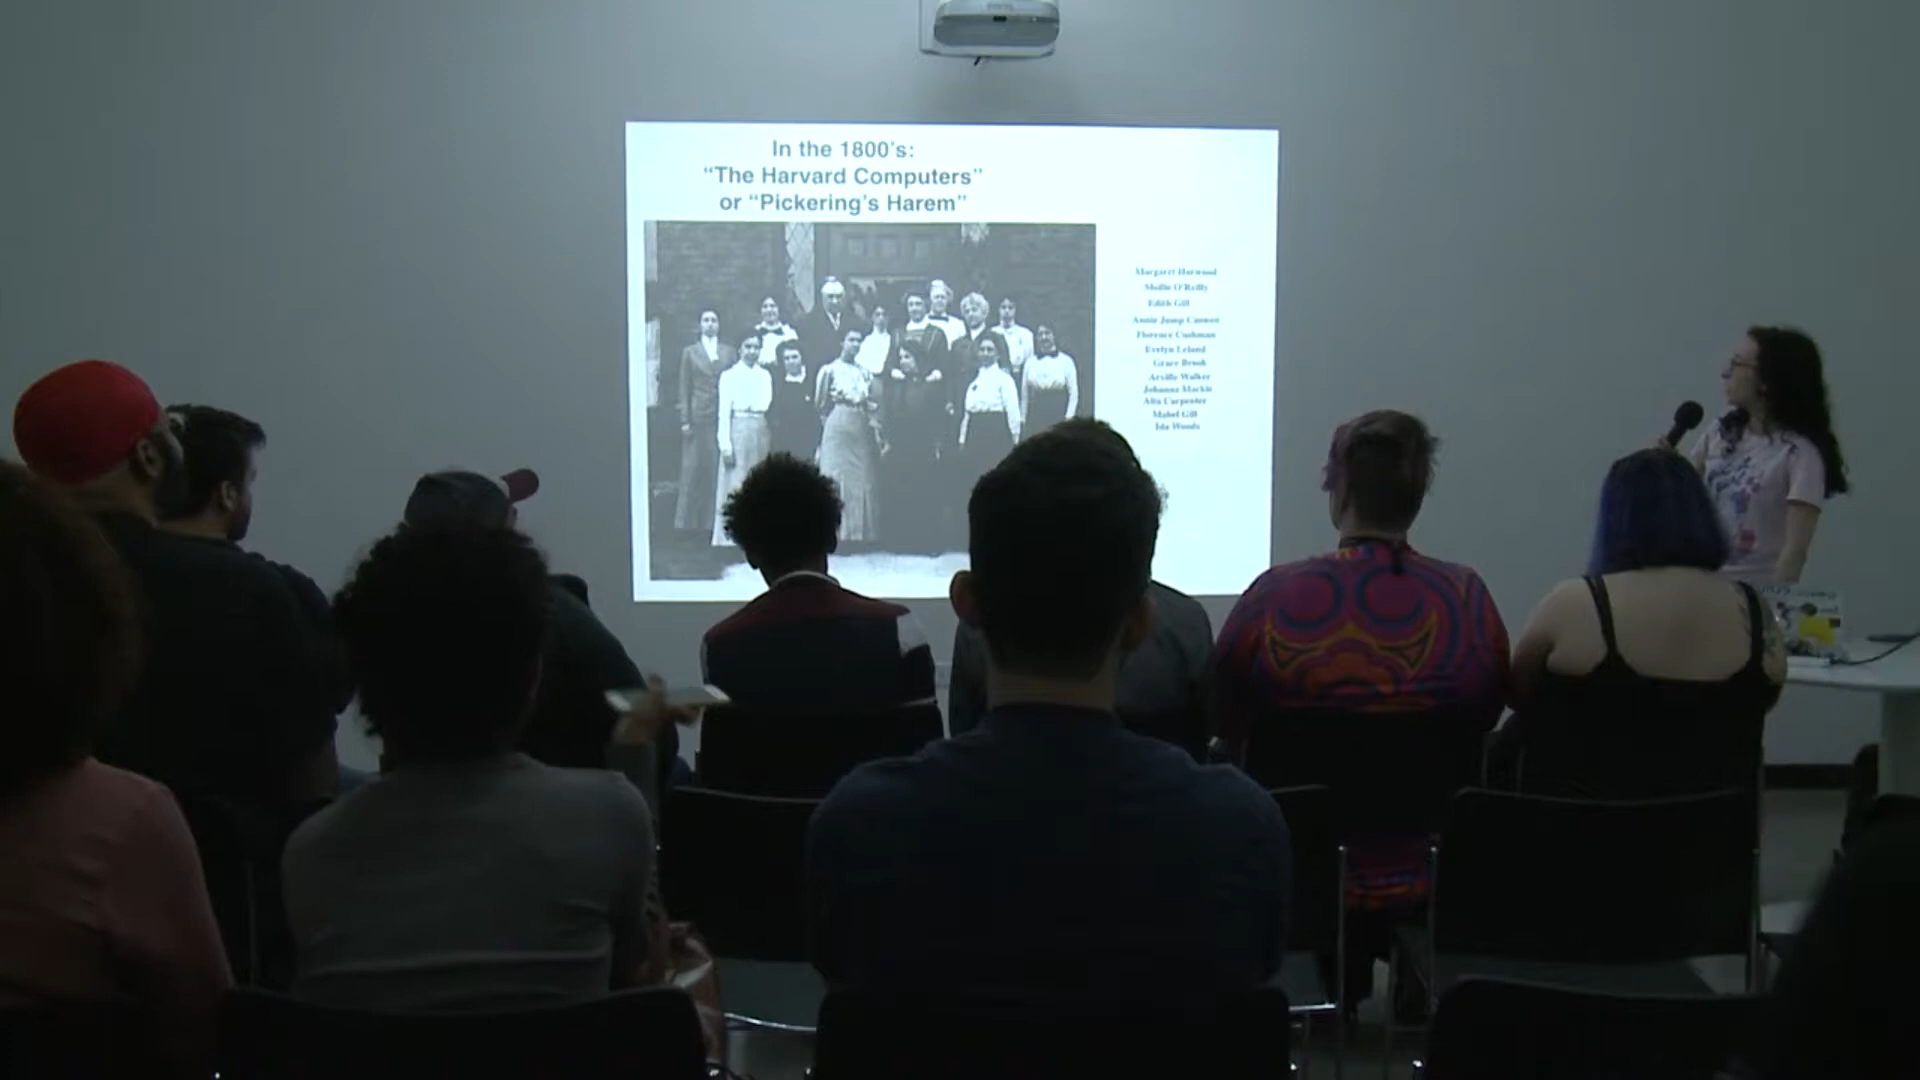 In the 1800's:
“The Harvard Computers”
or “Pickering's Harem”
Margaret Harwood
Mollie O'Reilly
Edith Gill
Annie Jump Cannon
Florence Cushman
Evelyn Leland
Grace Brook
Arville Walker
Johanna Mackie
Alta Carpenter
Mabel Gill
Ida Woods